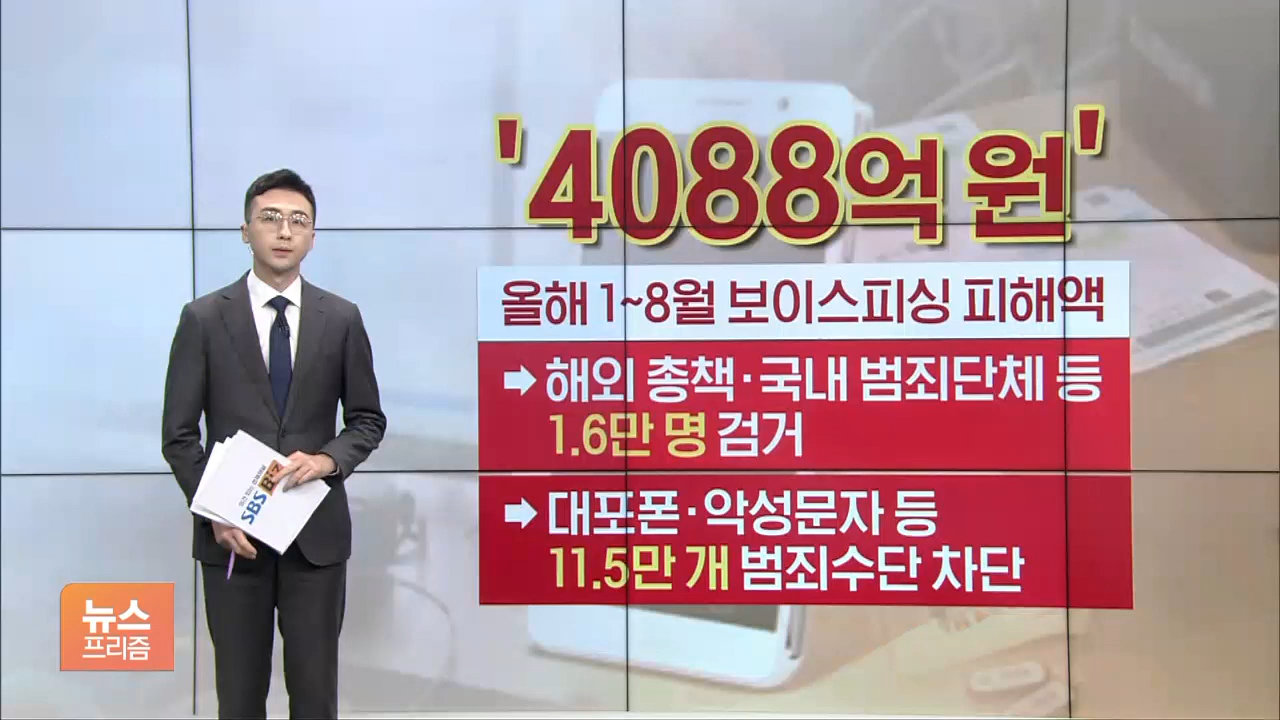 '4088억 원'
올해 1~8월 보이스피싱 피해액
➡ 해외 총책·국내 범죄단체 등
1.6만 명 검거
➡ 대포폰·악성문자 등
11.5만 개 범죄수단 차단
SBS Biz
뉴스
프리즘